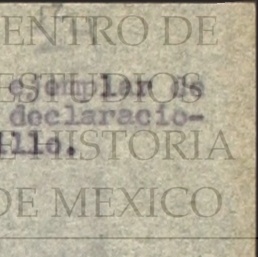 ENTRO DE
ESTUDIOS
ejemplar de
declaracio-
llo.
E HISTORIA
DE MEXICO